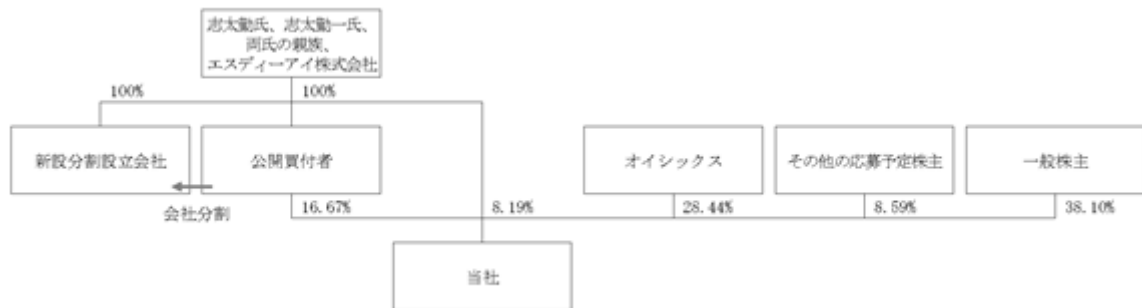 志太勤氏、志太勤一氏、
両氏の親族、
エスディーアイ株式会社
100%
100%
新設分割設立会社
公開買付者
オイシックス
その他の応募予定株主
一般株主
会社分割
16.67%
8.19%
28.44%
8.59%
38.10%
当社